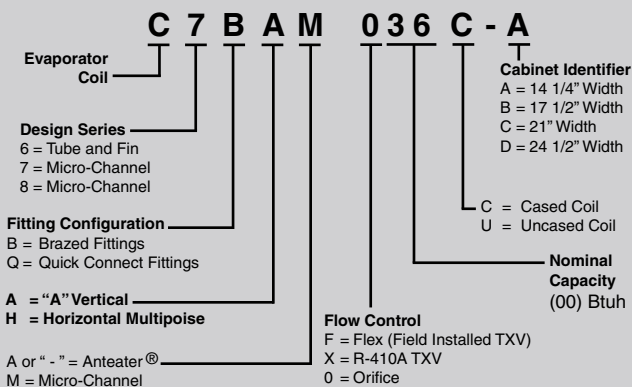 C 7 B A M 0 3 6 C - A
Evaporator
Coil
Design Series
6 = Tube and Fin
7 = Micro-Channel
8 = Micro-Channel
Fitting Configuration
B = Brazed Fittings
Q = Quick Connect Fittings
A = “A” Vertical
H = Horizontal Multipoise
A or “ - ” = Anteater ®
M = Micro-Channel
Flow Control
F = Flex (Field Installed TXV)
X = R-410A TXV
0 = Orifice
Nominal
Capacity
(00) Btuh
C = Cased Coil
U = Uncased Coil
Cabinet Identifier
A = 14 1/4” Width
B = 17 1/2” Width
C = 21” Width
D = 24 1/2” Width